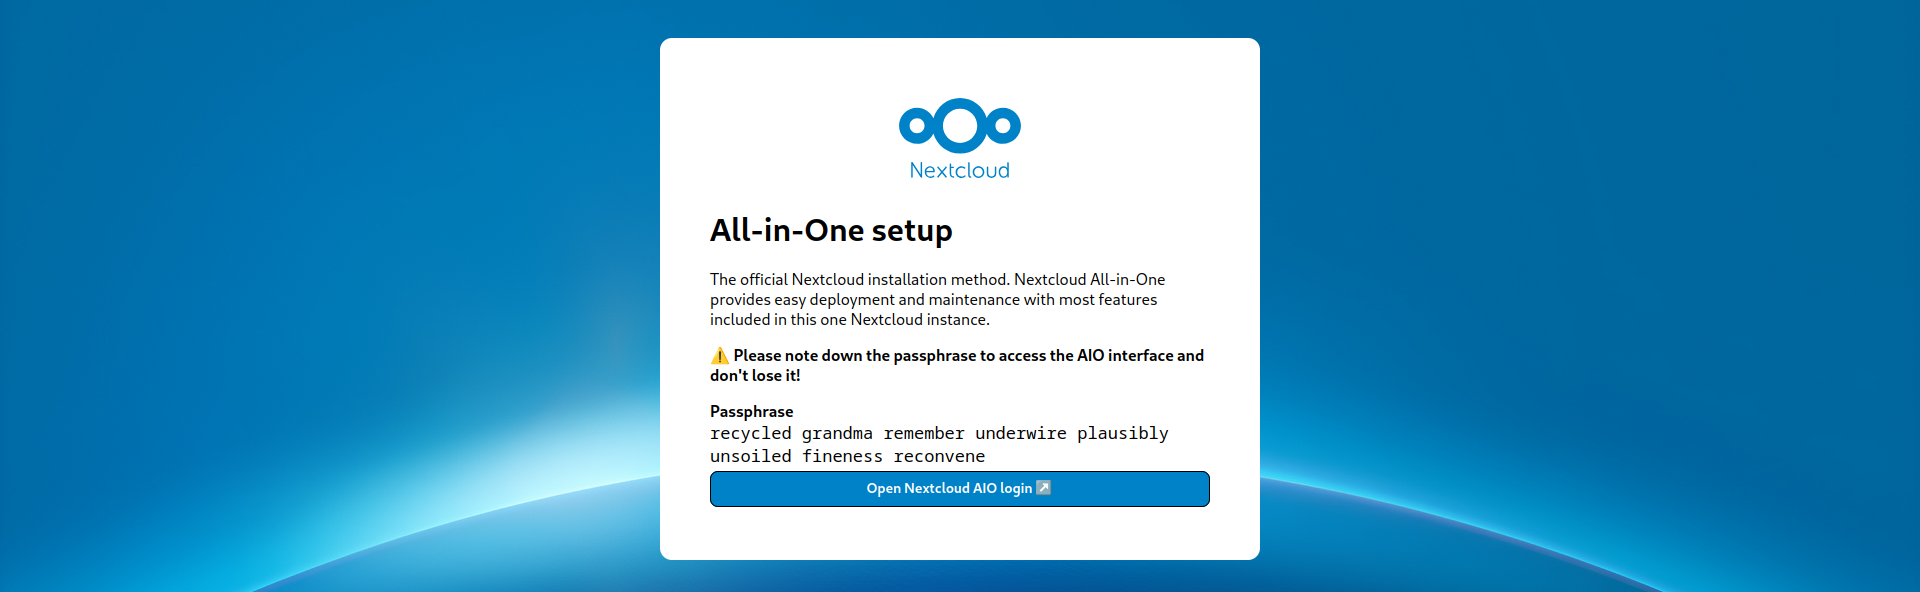 Nextcloud
All-in-One setup
The official Nextcloud installation method. Nextcloud All-in-One
provides easy deployment and maintenance with most features
included in this one Nextcloud instance.
⚠️ Please note down the passphrase to access the AIO interface and
don't lose it!
Passphrase
recycled grandma remember underwire plausibly
unsoiled fineness reconvene
Open Nextcloud AIO login ↗